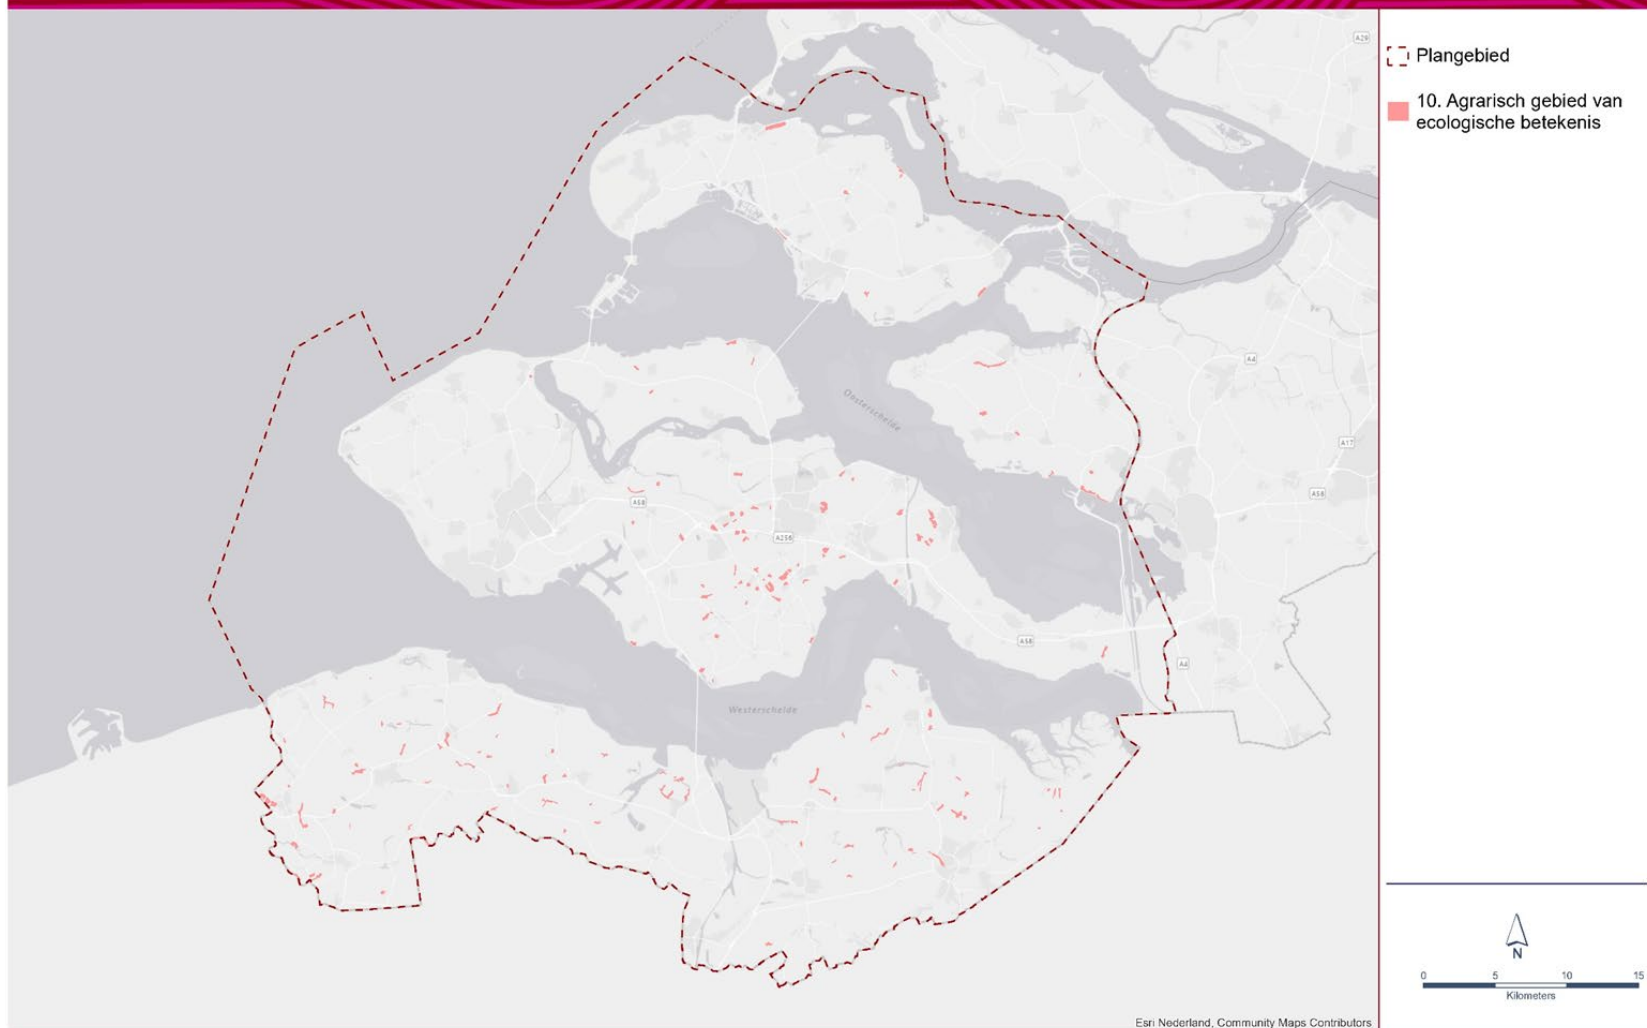 A29
Plangebied
10. Agrarisch gebied van
ecologische betekenis
A4
Oosterschelde
A17
A58
A58
A256
A58
A4
Westerschelde
N
0 5 10 15
Kilometers
Esri Nederland, Community Maps Contributors